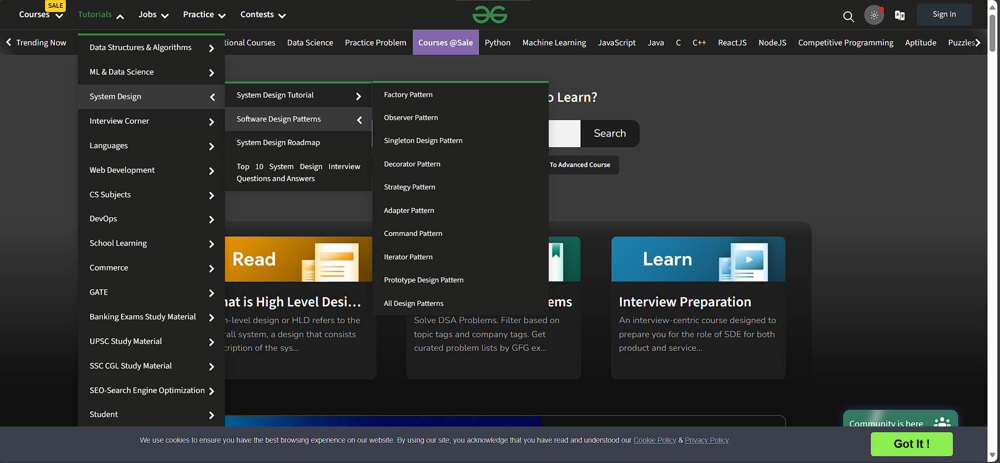 SALE
Courses
Tutorials
Jobs
Practice
Contests
Sign In
Trending Now
tional Courses
Data Science
Practice Problem
Courses @Sale
Python
Machine Learning
JavaScript
Java
C
C++
ReactJS
NodeJS
Competitive Programming
Aptitude
Puzzles
Data Structures & Algorithms
ML & Data Science
System Design
Interview Corner
Languages
Web Development
CS Subjects
DevOps
School Learning
Commerce
GATE
Banking Exams Study Material
UPSC Study Material
SSC CGL Study Material
SEO-Search Engine Optimization
Student
System Design Tutorial
Software Design Patterns
System Design Roadmap
Top 10 System Design Interview
Questions and Answers
Factory Pattern
Observer Pattern
Singleton Design Pattern
Decorator Pattern
Strategy Pattern
Adapter Pattern
Command Pattern
Iterator Pattern
Prototype Design Pattern
All Design Patterns
o Learn?
Search
To Advanced Course
Read
hat is High Level Desi...
n-level design or HLD refers to the
rall system, a design that consists
cription of the sys...
ems
Solve DSA Problems. Filter based on
topic tags and company tags. Get
curated problem lists by GFG ex...
Learn
Interview Preparation
An interview-centric course designed to
prepare you for the role of SDE for both
product and service...
Community is here
We use cookies to ensure you have the best browsing experience on our website. By using our site, you acknowledge that you have read and understood our Cookie Policy & Privacy Policy
Got It !